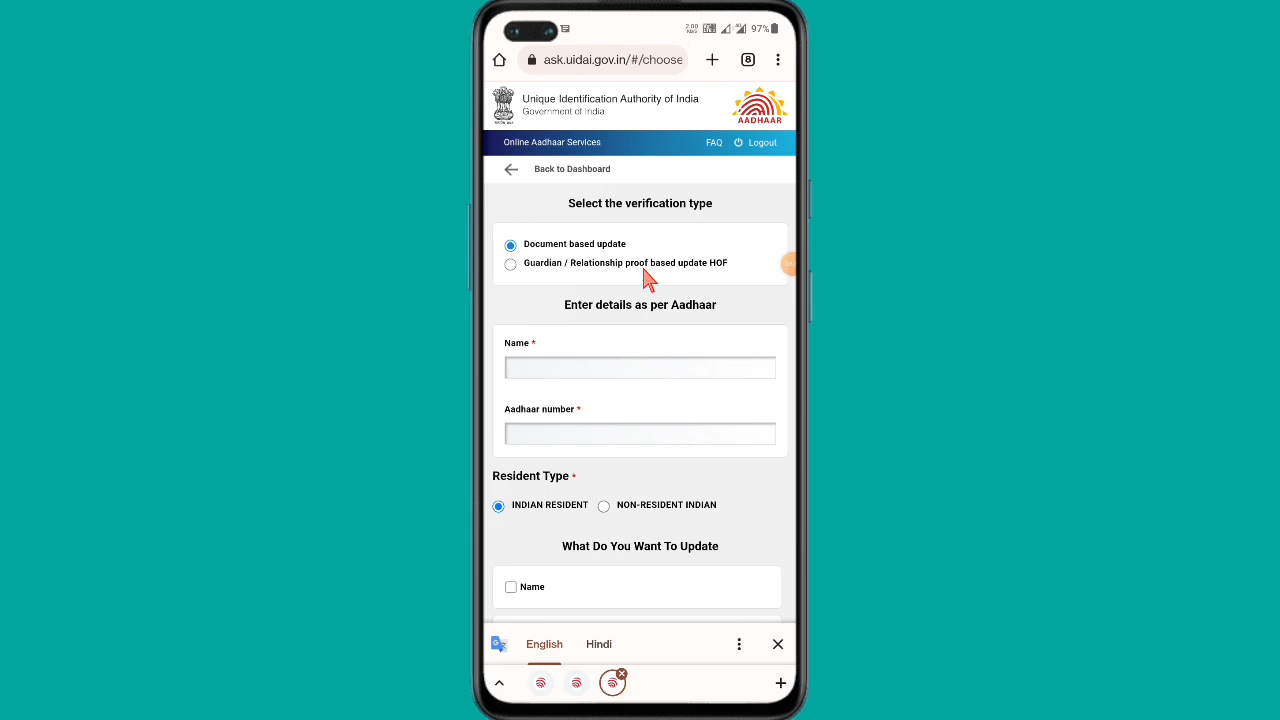 2.00
KB/S
97%
ask.uidai.gov.in/#/choose
8
Unique Identification Authority of India
Government of India
AADHAAR
Online Aadhaar Services
FAQ
Logout
Back to Dashboard
Select the verification type
Document based update
Guardian / Relationship proof based update HOF
Enter details as per Aadhaar
Name *
Aadhaar number *
Resident Type *
INDIAN RESIDENT
NON-RESIDENT INDIAN
What Do You Want To Update
Name
English
Hindi